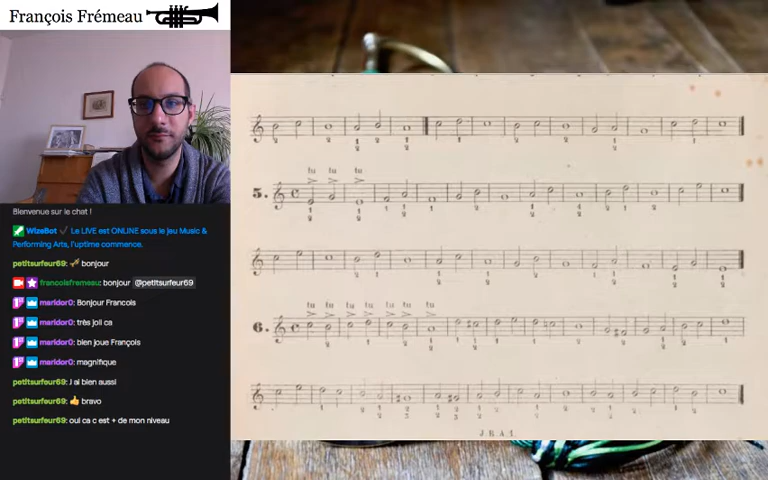 François Frémeau
Bienvenue sur le chat !
WizeBot ✓ Le LIVE est ONLINE sous le jeu Music &
Performing Arts, l'uptime commence.
petitsurfeur69: 🎺 bonjour
francoisfremeau: bonjour @petitsurfeur69
maridor0: Bonjour Francois
maridor0: très joli ca
maridor0: bien joue François
maridor0: magnifique
petitsurfeur69: J ai bien aussi
petitsurfeur69: 👍 bravo
petitsurfeur69: oui ca c est + de mon niveau
5.
tu tu tu
6.
tu tu tu tu tu tu tu
J.B.A.1.